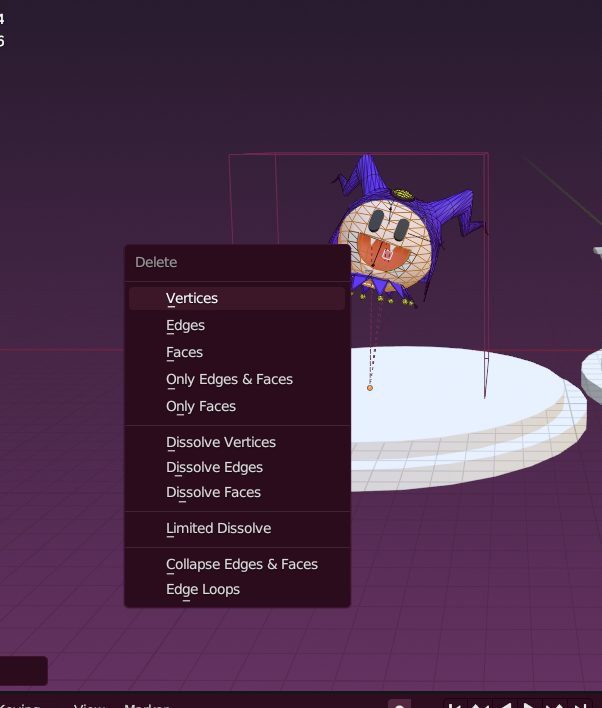 4
6
Delete
Vertices
Edges
Faces
Only Edges & Faces
Only Faces
Dissolve Vertices
Dissolve Edges
Dissolve Faces
Limited Dissolve
Collapse Edges & Faces
Edge Loops
View Marker